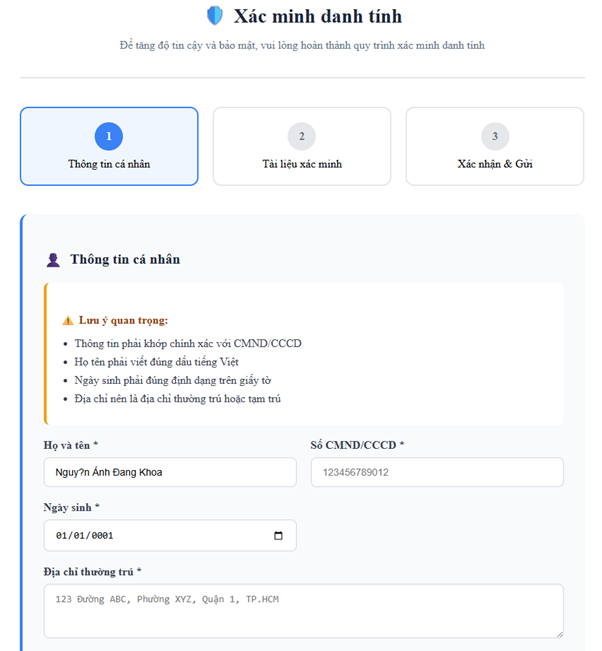 Xác minh danh tính
Để tăng độ tin cậy và bảo mật, vui lòng hoàn thành quy trình xác minh danh tính
1
Thông tin cá nhân
2
Tài liệu xác minh
3
Xác nhận & Gửi
Thông tin cá nhân
Lưu ý quan trọng:
Thông tin phải khớp chính xác với CMND/CCCD
Họ tên phải viết đúng dấu tiếng Việt
Ngày sinh phải đúng định dạng trên giấy tờ
Địa chỉ nên là địa chỉ thường trú hoặc tạm trú
Họ và tên *
Nguy?n Ánh Đang Khoa
Số CMND/CCCD *
123456789012
Ngày sinh *
01/01/0001
Địa chỉ thường trú *
123 Đường ABC, Phường XYZ, Quận 1, TP.HCM